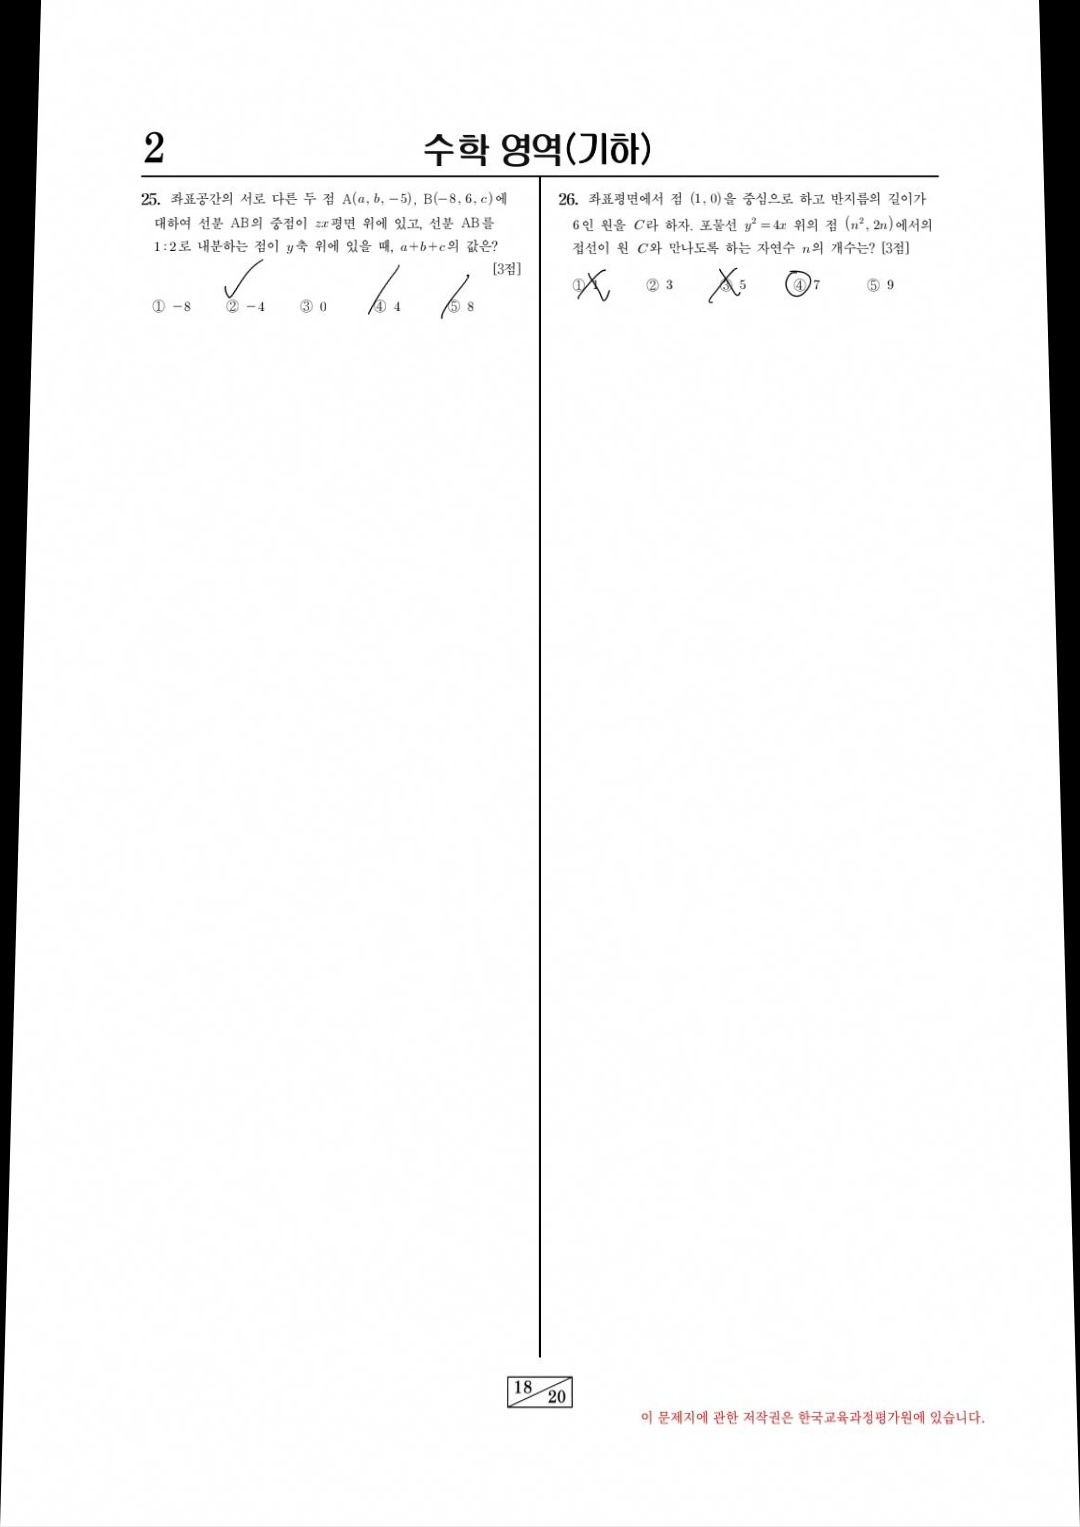 2
수학 영역(기하)
25. 좌표공간의 서로 다른 두 점 A(a, b, −5), B(−8, 6, c)에
대하여 선분 AB의 중점이 zx평면 위에 있고, 선분 AB를
1:2로 내분하는 점이 y축 위에 있을 때, a+b+c의 값은?
[3점]
① −8 ② −4 ③ 0 ④ 4 ⑤ 8
26. 좌표평면에서 점 (1, 0)을 중심으로 하고 반지름의 길이가
6인 원을 C라 하자. 포물선 y²=4x 위의 점 (n², 2n)에서의
접선이 원 C와 만나도록 하는 자연수 n의 개수는? [3점]
① 1 ② 3 ③ 5 ④ 7 ⑤ 9
18
20
이 문제지에 관한 저작권은 한국교육과정평가원에 있습니다.